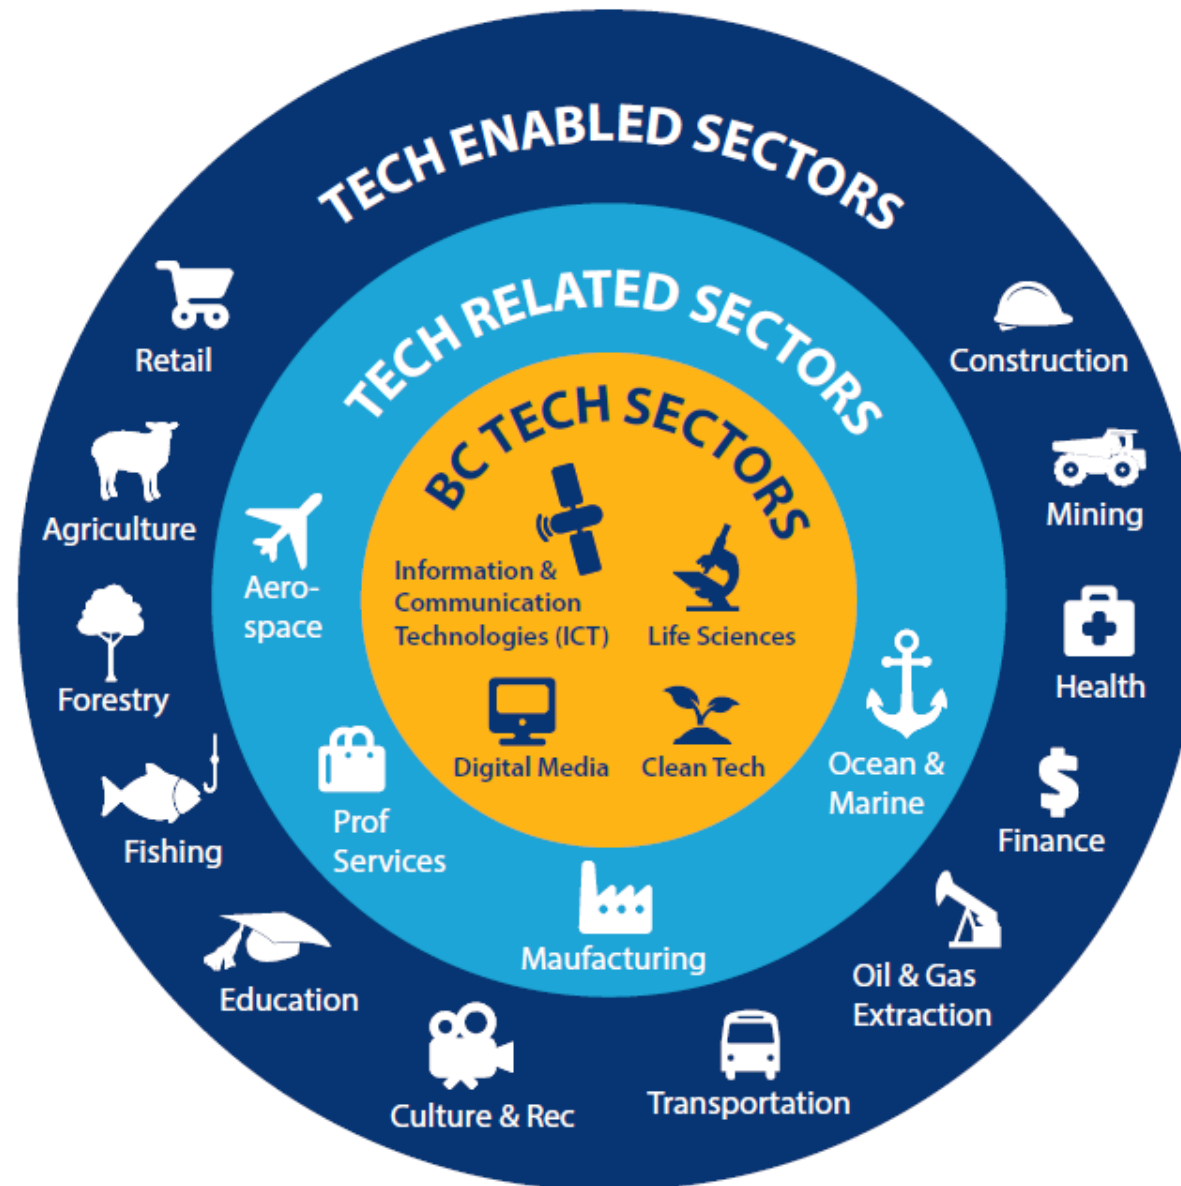 TECH ENABLED SECTORS
TECH RELATED SECTORS
BC TECH SECTORS
Information &
Communication
Technologies (ICT)
Life Sciences
Digital Media
Clean Tech
Aero-
space
Prof
Services
Maufacturing
Ocean &
Marine
Retail
Agriculture
Forestry
Fishing
Education
Culture & Rec
Transportation
Oil & Gas
Extraction
Finance
Health
Mining
Construction